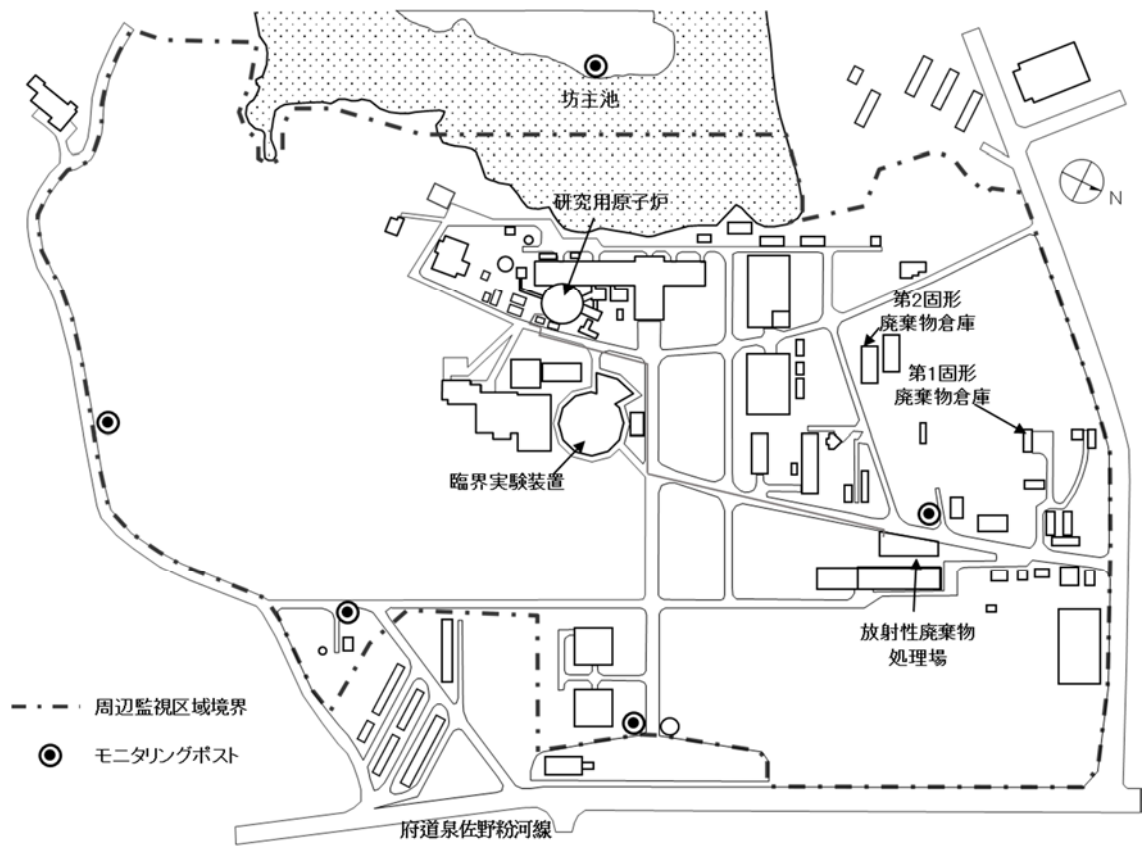 坊主池
研究用原子炉
N
第2固形
廃棄物倉庫
第1固形
廃棄物倉庫
臨界実験装置
放射性廃棄物
処理場
周辺監視区域境界
モニタリングポスト
府道泉佐野粉河線